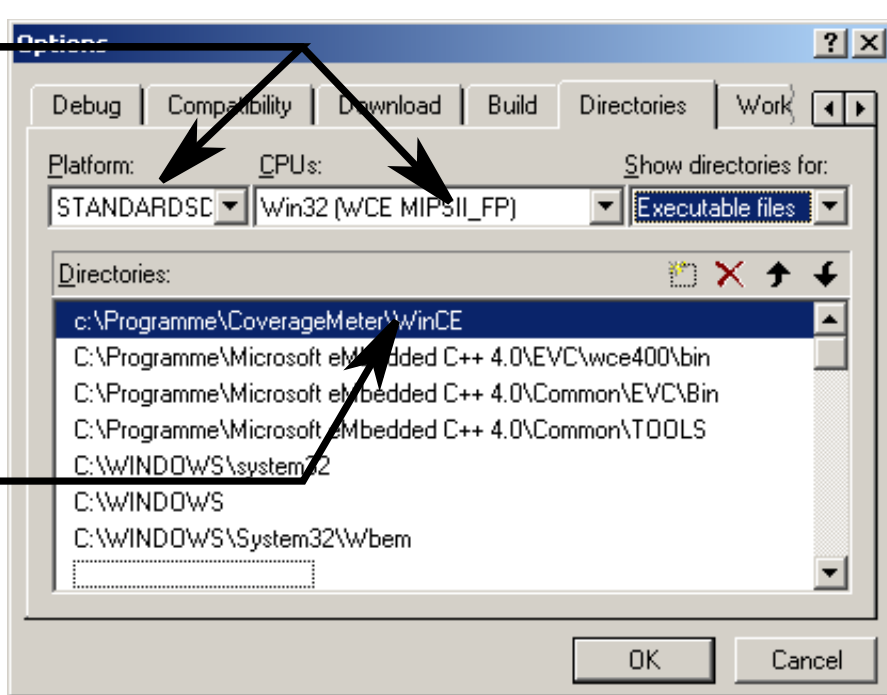 Options
Debug Compatibility Download Build Directories Work
Platform: CPUs: Show directories for:
STANDARDSD Win32 (WCE MIPSII_FP) Executable files
Directories:
c:\Programme\CoverageMeter\\WinCE
C:\Programme\Microsoft eMbedded C++ 4.0\EVC\wce400\bin
C:\Programme\Microsoft eMbedded C++ 4.0\Common\EVC\Bin
C:\Programme\Microsoft eMbedded C++ 4.0\Common\TOOLS
C:\WINDOWS\system32
C:\WINDOWS
C:\WINDOWS\System32\Wbem
OK Cancel